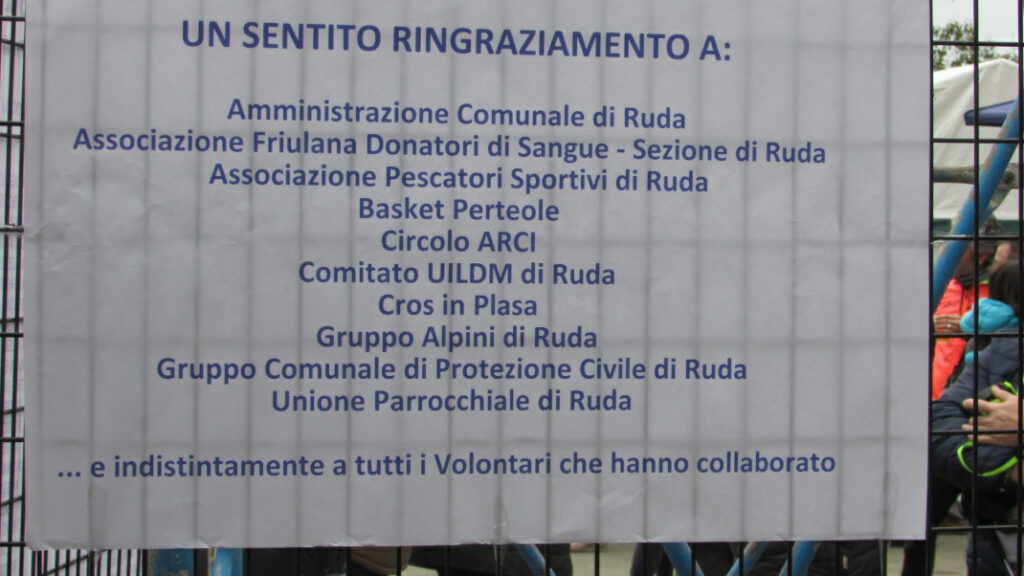 UN SENTITO RINGRAZIAMENTO A:
Amministrazione Comunale di Ruda
Associazione Friulana Donatori di Sangue - Sezione di Ruda
Associazione Pescatori Sportivi di Ruda
Basket Perteole
Circolo ARCI
Comitato UILDM di Ruda
Cros in Plasa
Gruppo Alpini di Ruda
Gruppo Comunale di Protezione Civile di Ruda
Unione Parrocchiale di Ruda
... e indistintamente a tutti i Volontari che hanno collaborato